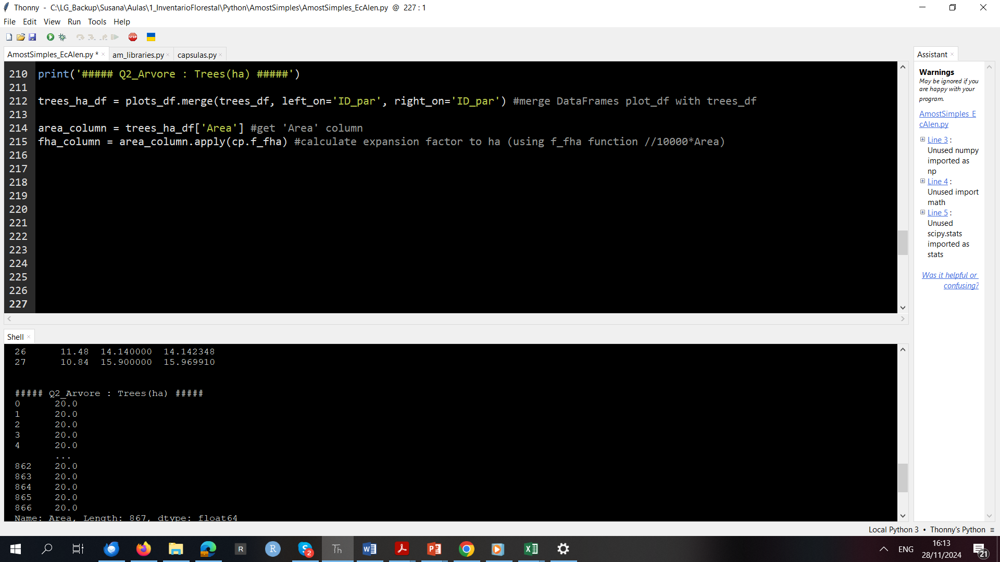 Thonny - C:\LG_Backup\Susana\Aulas\1_InventarioFlorestal\Python\AmostSimples\AmostSimples_EcAlen.py @ 227 : 1
File Edit View Run Tools Help
STOP
AmostSimples_EcAlen.py * × am_libraries.py × capsulas.py ×
210 print('##### Q2_Arvore : Trees(ha) #####')
211
212 trees_ha_df = plots_df.merge(trees_df, left_on='ID_par', right_on='ID_par') #merge DataFrames plot_df with trees_df
213
214 area_column = trees_ha_df['Area'] #get 'Area' column
215 fha_column = area_column.apply(cp.f_fha) #calculate expansion factor to ha (using f_fha function //10000*Area)
216
217
218
219
220
221
222
223
224
225
226
227
Shell ×
26 11.48 14.140000 14.142348
27 10.84 15.900000 15.969910
##### Q2_Arvore : Trees(ha) #####
0 20.0
1 20.0
2 20.0
3 20.0
4 20.0
...
862 20.0
863 20.0
864 20.0
865 20.0
866 20.0
Name: Area, Length: 867, dtype: float64
Assistant ×
Warnings
May be ignored if you
are happy with your
program.
AmostSimples_E
cAlen.py
Line 3 :
Unused numpy
imported as
np
Line 4 :
Unused import
math
Line 5 :
Unused
scipy.stats
imported as
stats
Was it helpful or
confusing?
Local Python 3 • Thonny's Python ≡
R R S 2 Th W P X ENG
16:13
28/11/2024
21